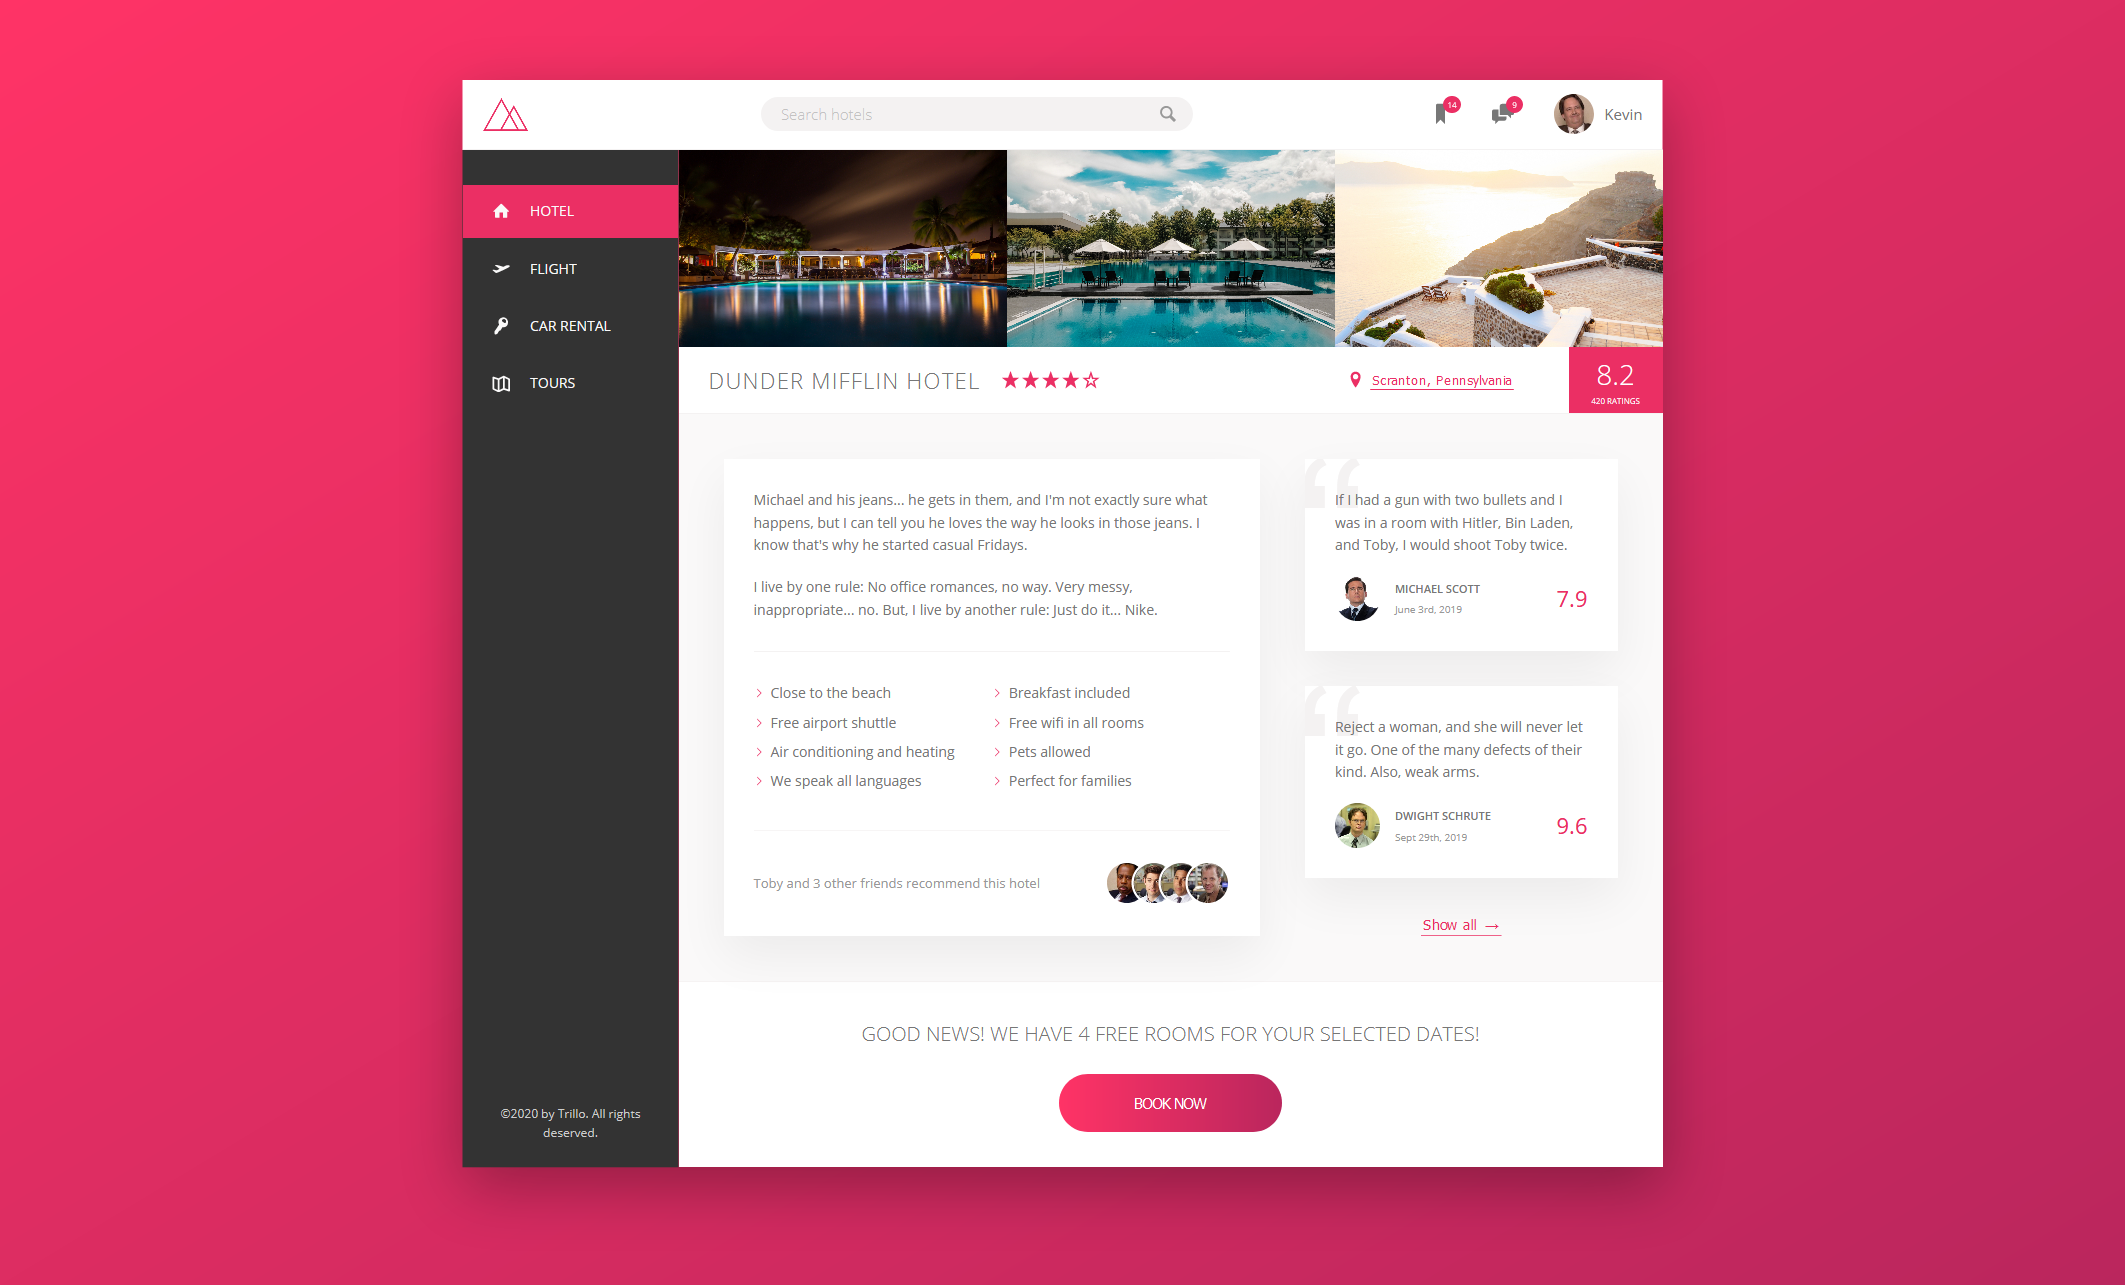 Search hotels
14
9
Kevin
HOTEL
FLIGHT
CAR RENTAL
TOURS
©2020 by Trillo. All rights
deserved.
DUNDER MIFFLIN HOTEL
Scranton, Pennsylvania
8.2
420 RATINGS
Michael and his jeans... he gets in them, and I'm not exactly sure what
happens, but I can tell you he loves the way he looks in those jeans. I
know that's why he started casual Fridays.
I live by one rule: No office romances, no way. Very messy,
inappropriate... no. But, I live by another rule: Just do it... Nike.
Close to the beach
Breakfast included
Free airport shuttle
Free wifi in all rooms
Air conditioning and heating
Pets allowed
We speak all languages
Perfect for families
Toby and 3 other friends recommend this hotel
If I had a gun with two bullets and I
was in a room with Hitler, Bin Laden,
and Toby, I would shoot Toby twice.
MICHAEL SCOTT
June 3rd, 2019
7.9
Reject a woman, and she will never let
it go. One of the many defects of their
kind. Also, weak arms.
DWIGHT SCHRUTE
Sept 29th, 2019
9.6
Show all →
GOOD NEWS! WE HAVE 4 FREE ROOMS FOR YOUR SELECTED DATES!
BOOK NOW